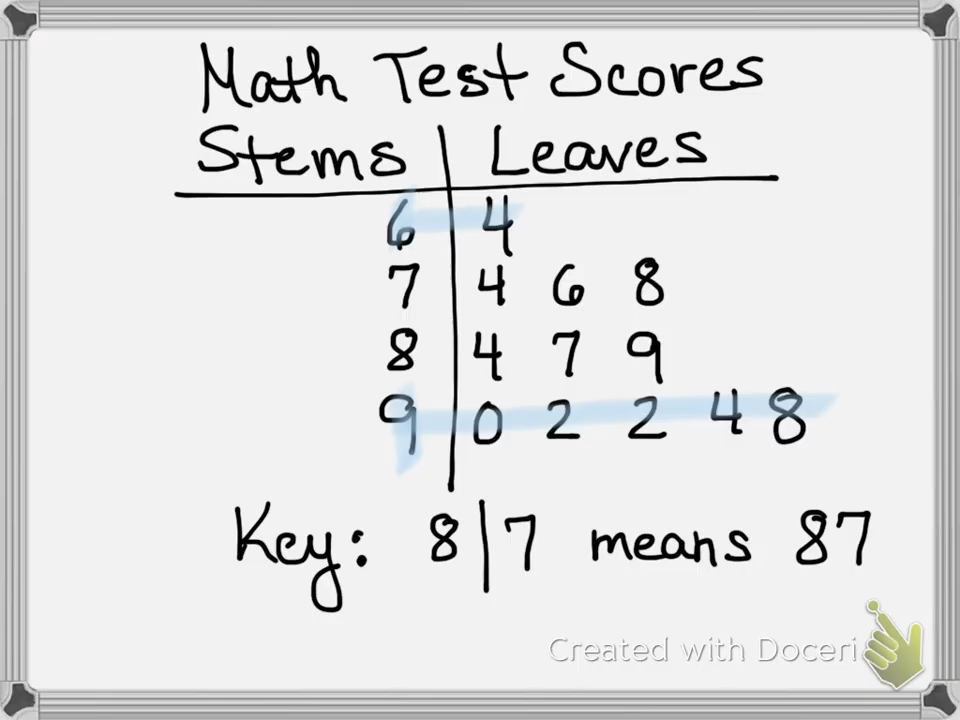 Math Test Scores
Stems | Leaves
6 | 4
7 | 4 6 8
8 | 4 7 9
9 | 0 2 2 4 8
Key: 8|7 means 87
Created with Doceri